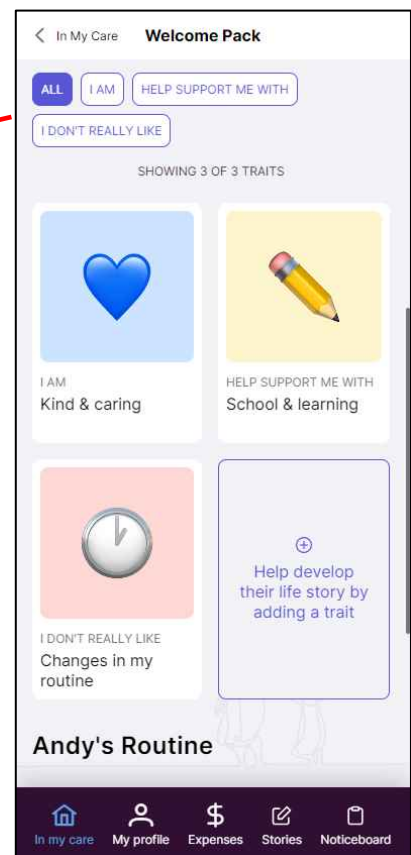 In My Care Welcome Pack
ALL I AM HELP SUPPORT ME WITH
I DON'T REALLY LIKE
SHOWING 3 OF 3 TRAITS
I AM
Kind & caring
HELP SUPPORT ME WITH
School & learning
I DON'T REALLY LIKE
Changes in my
routine
Help develop
their life story by
adding a trait
Andy's Routine
In my care My profile Expenses Stories Noticeboard